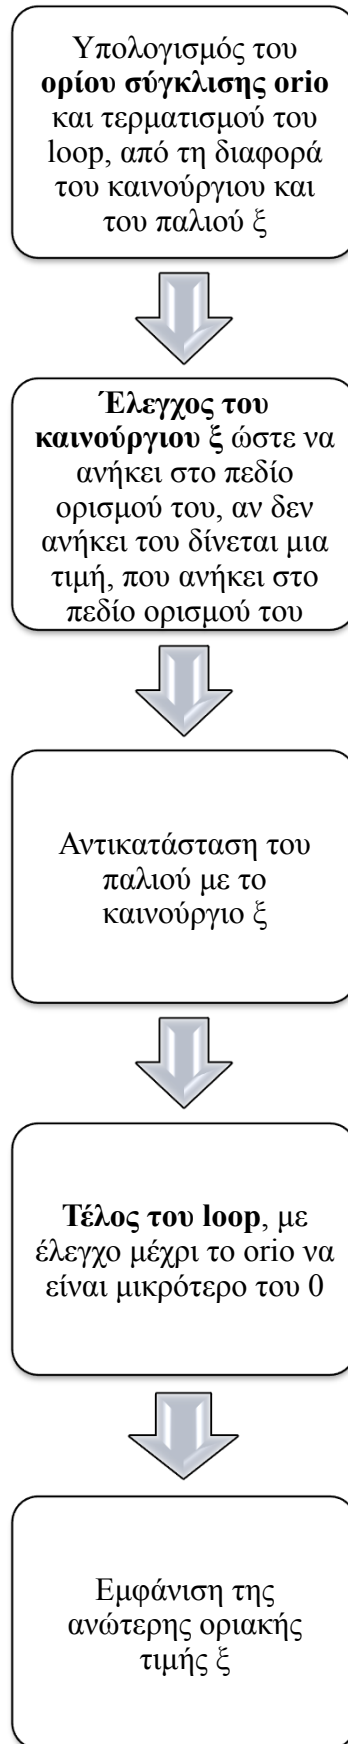 Υπολογισμός του
ορίου σύγκλισης orio
και τερματισμού του
loop, από τη διαφορά
του καινούργιου και
του παλιού ξ
Έλεγχος του
καινούργιου ξ ώστε να
ανήκει στο πεδίο
ορισμού του, αν δεν
ανήκει του δίνεται μια
τιμή, που ανήκει στο
πεδίο ορισμού του
Αντικατάσταση του
παλιού με το
καινούργιο ξ
Τέλος του loop, με
έλεγχο μέχρι το orio να
είναι μικρότερο του 0
Εμφάνιση της
ανώτερης οριακής
τιμής ξ